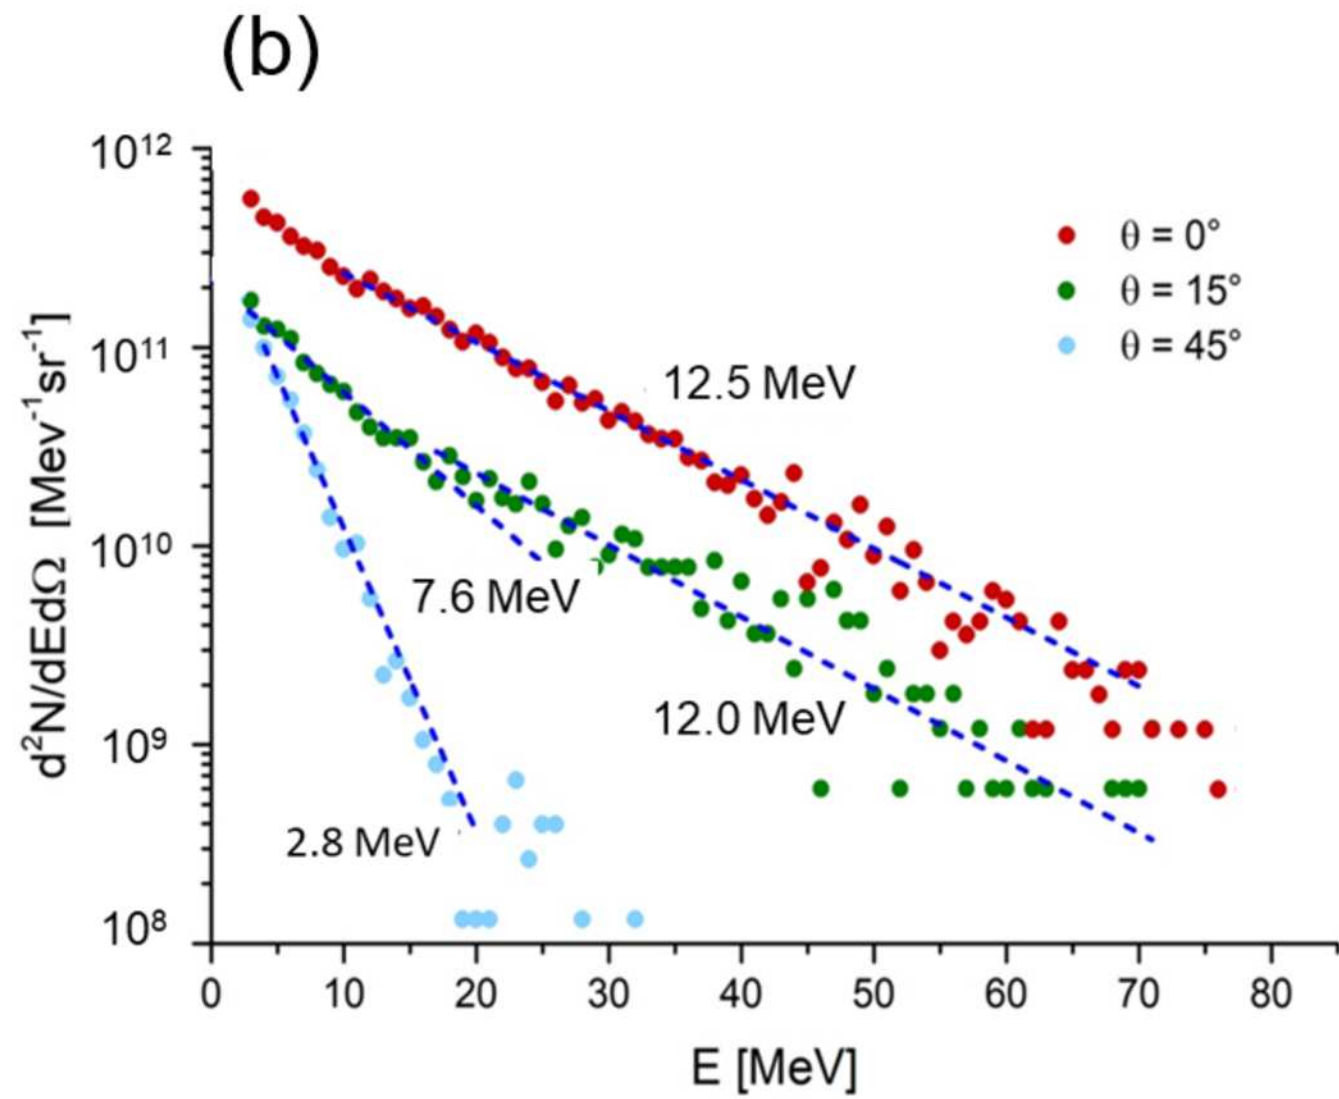 (b)
10¹²
10¹¹
10¹⁰
10⁹
10⁸
d²N/dEdΩ [Mev⁻¹sr⁻¹]
θ = 0°
θ = 15°
θ = 45°
12.5 MeV
7.6 MeV
12.0 MeV
2.8 MeV
0 10 20 30 40 50 60 70 80
E [MeV]